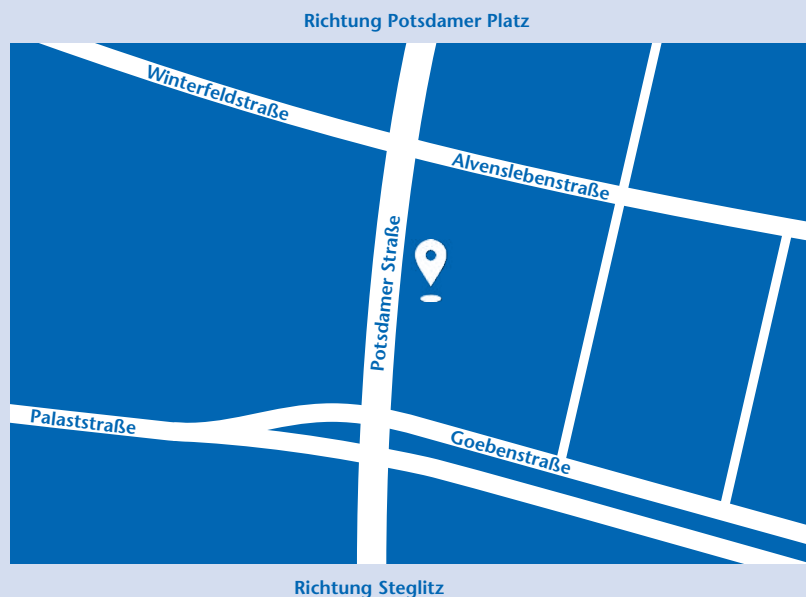 Richtung Potsdamer Platz
Winterfeldstraße
Alvenslebenstraße
Potsdamer Straße
Palaststraße
Goebenstraße
Richtung Steglitz